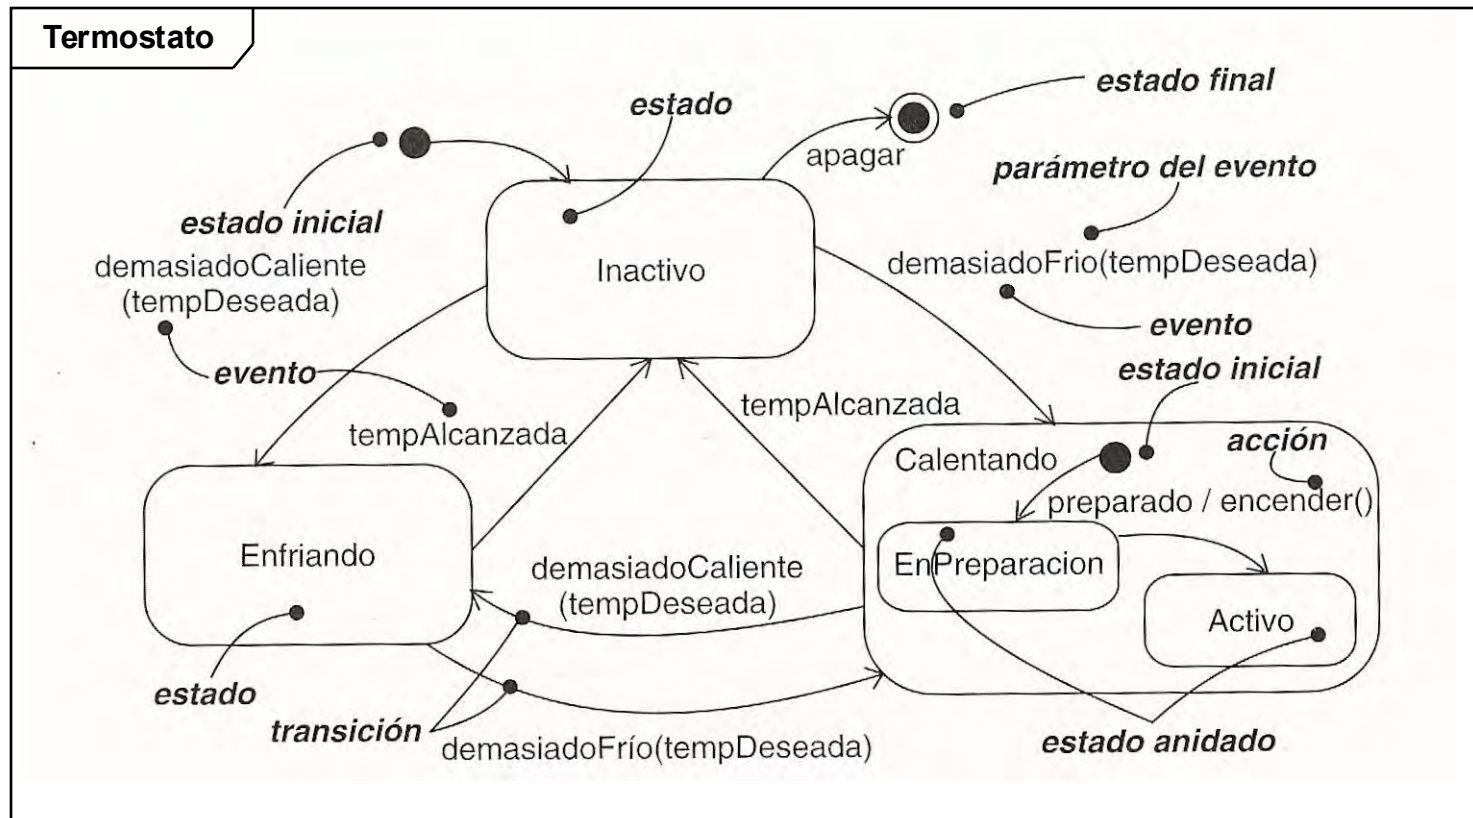 Termostato
estado final
estado
apagar
parámetro del evento
estado inicial
demasiadoCaliente
(tempDeseada)
Inactivo
demasiadoFrio(tempDeseada)
evento
evento
estado inicial
tempAlcanzada
tempAlcanzada
acción
Calentando
preparado / encender()
Enfriando
EnPreparacion
demasiadoCaliente
(tempDeseada)
Activo
estado
transición
demasiadoFrío(tempDeseada)
estado anidado